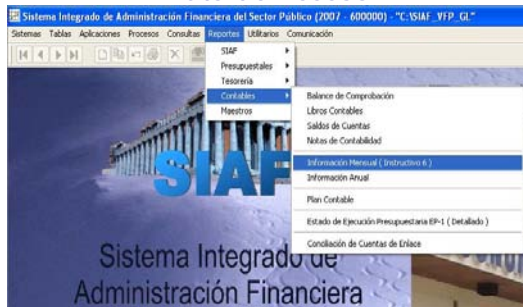 Sistema Integrado de Administración Financiera del Sector Público (2007 - 600000) - "C:\SIAF_VFP_GL"
Sistemas Tablas Aplicaciones Procesos Consultas Reportes Utilitarios Comunicación
SIAF
Presupuestales
Tesorería
Contables
Maestros
Balance de Comprobación
Libros Contables
Saldos de Cuentas
Notas de Contabilidad
Información Mensual ( Instructivo 6 )
Información Anual
Plan Contable
Estado de Ejecución Presupuestaria EP-1 ( Detallado )
Conciliación de Cuentas de Enlace
SIAF
Sistema Integrado de
Administración Financiera